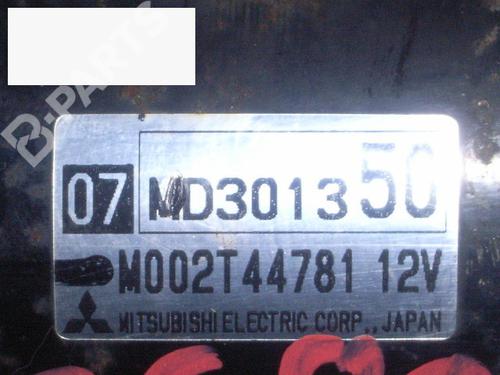 B-PARTS
07 MD301350
M002T44781 12V
MITSUBISHI ELECTRIC CORP., JAPAN